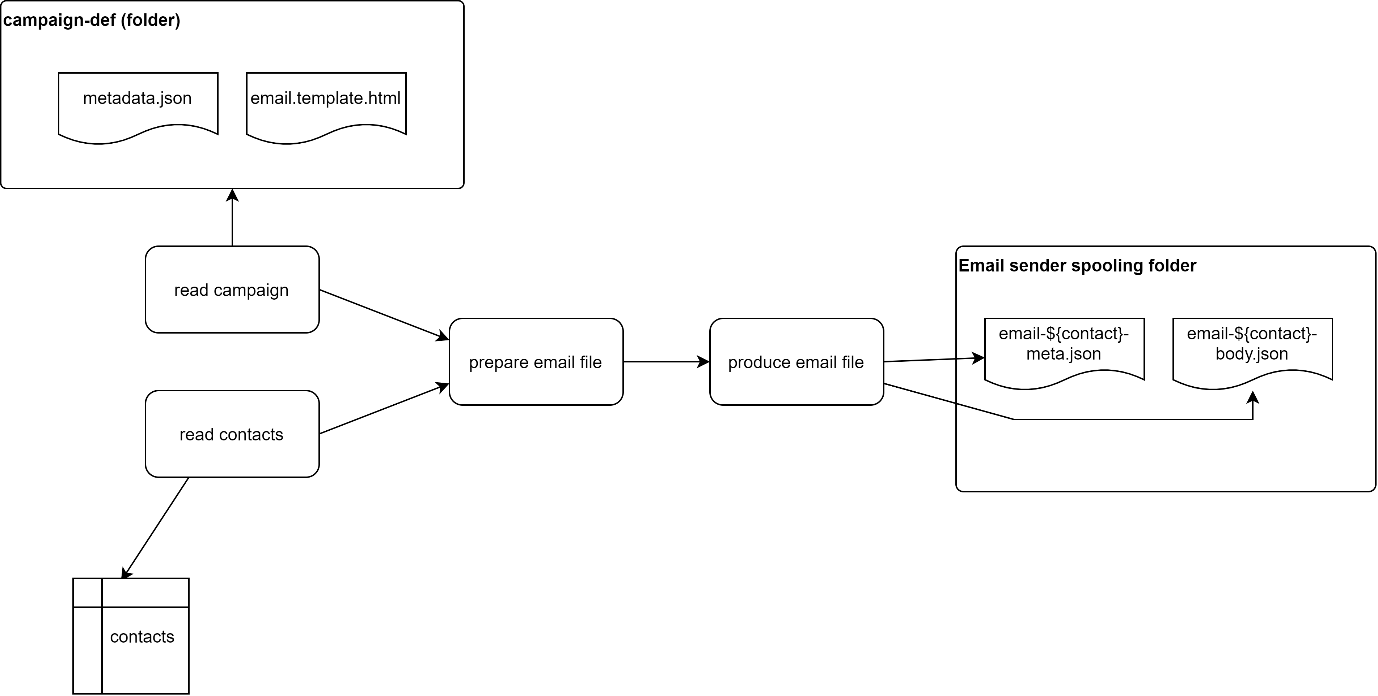 campaign-def (folder)
metadata.json
email.template.html
read campaign
Email sender spooling folder
email-${contact}-
meta.json
email-${contact}-
body.json
prepare email file
produce email file
read contacts
contacts